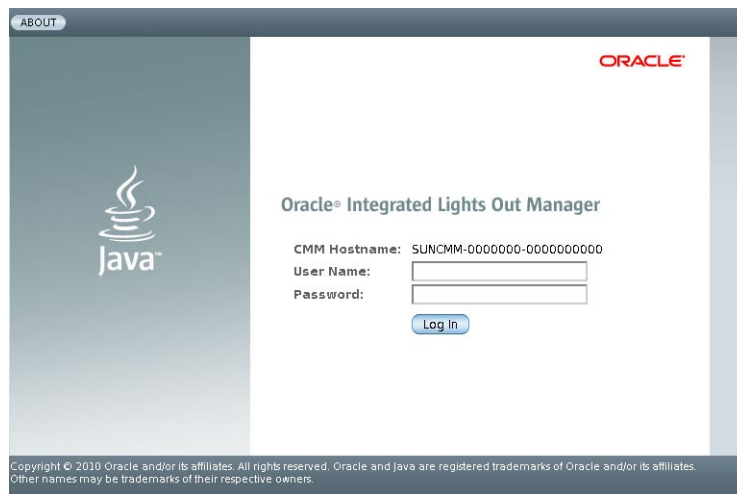 ABOUT
ORACLE®
Java™
Oracle® Integrated Lights Out Manager
CMM Hostname: SUNCMM-0000000-0000000000
User Name:
Password:
Log In
Copyright © 2010 Oracle and/or its affiliates. All rights reserved. Oracle and Java are registered trademarks of Oracle and/or its affiliates.
Other names may be trademarks of their respective owners.